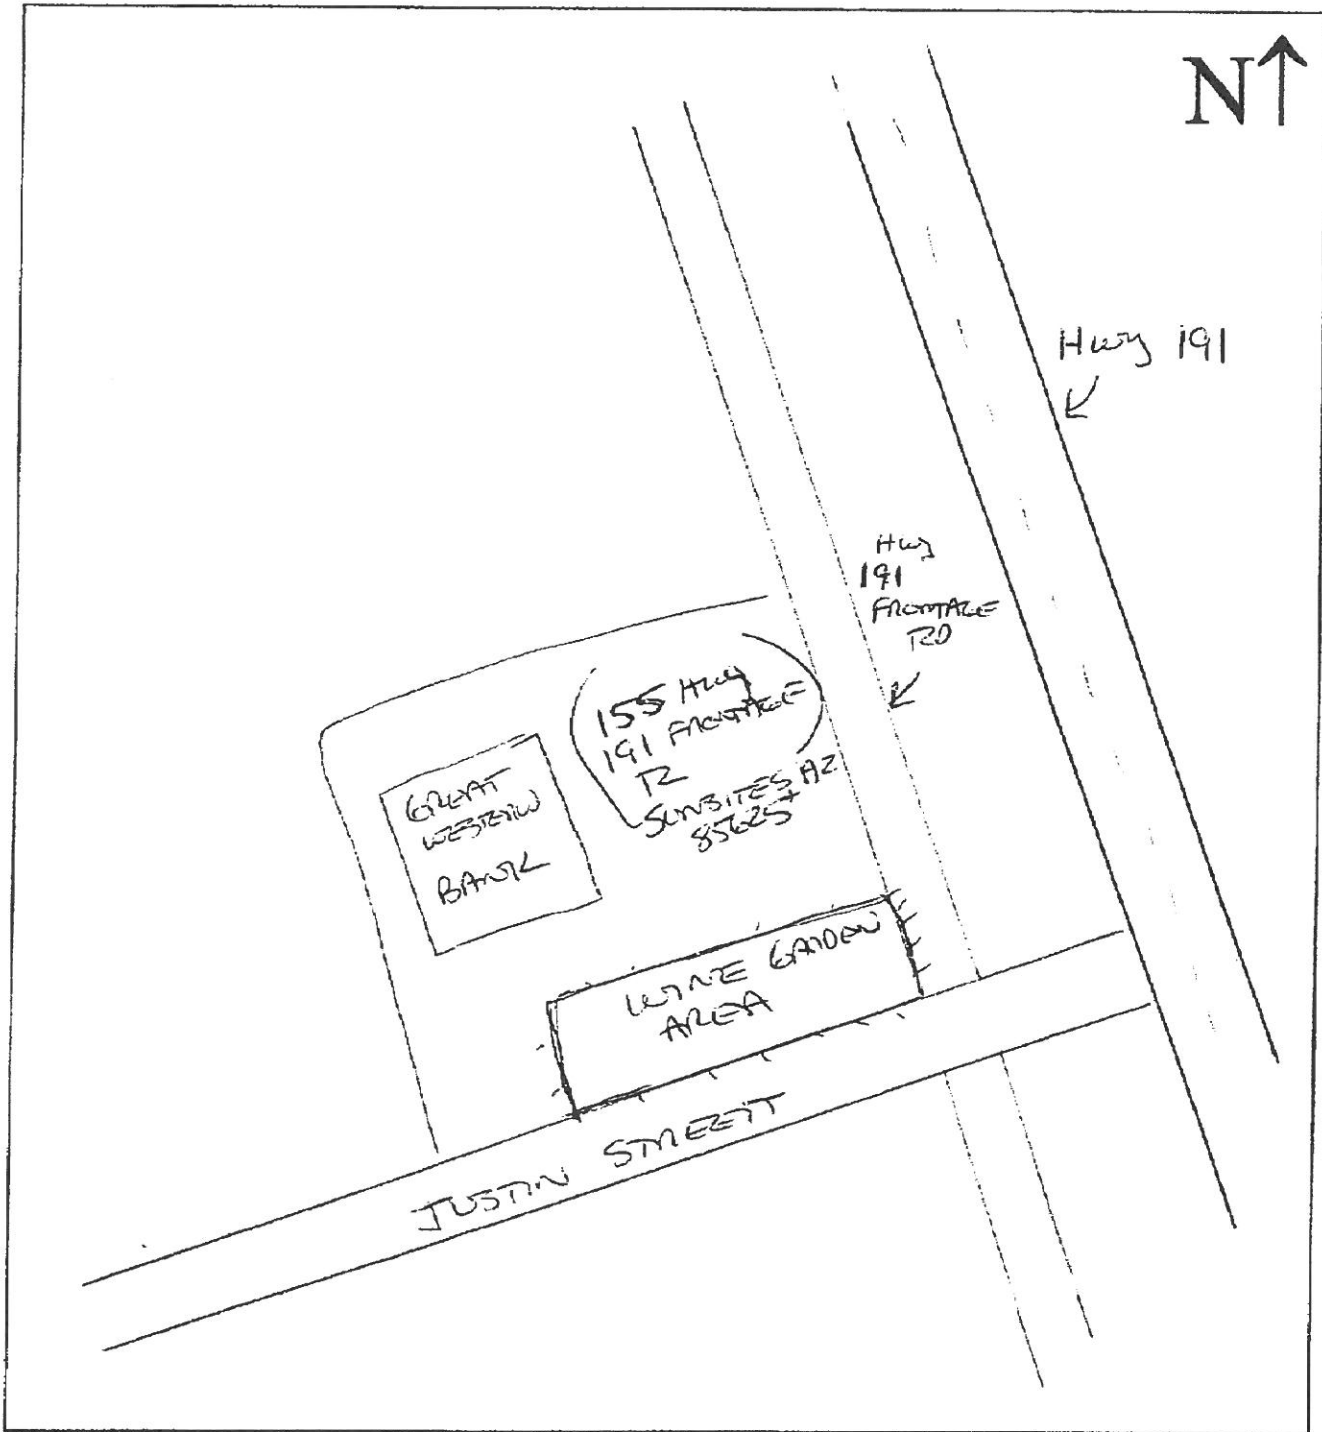 N
Hwy 191
Hwy
191
FRONTAGE
RD
155 Hwy
191 FRONTAGE
R
SUNSITES AZ
85625
GREAT
WESTERN
BANK
WINE GARDEN
AREA
JUSTIN STREET